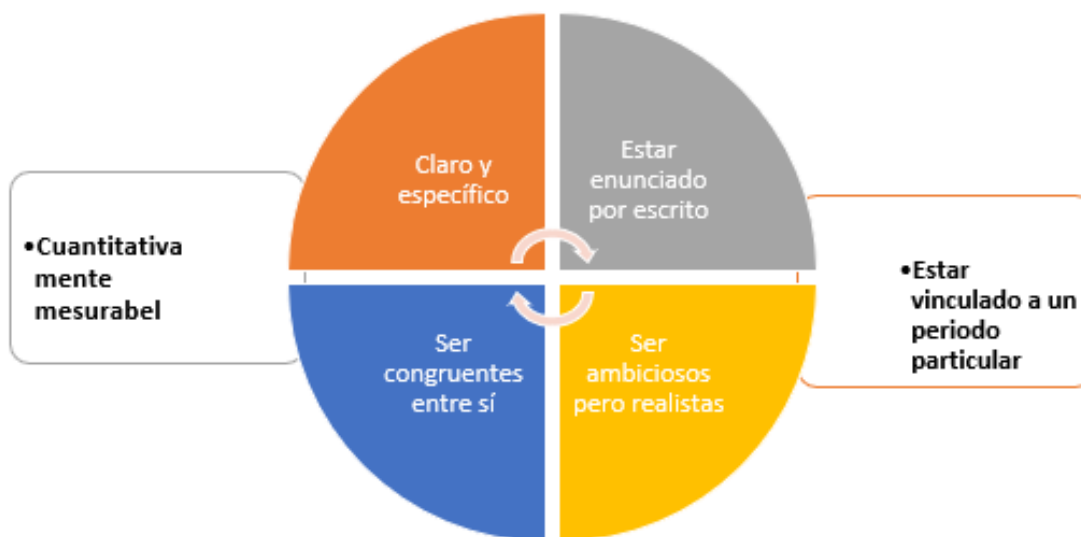 Claro y
específico
Estar
enunciado
por escrito
•Cuantitativa
mente
mesurabel
•Estar
vinculado a un
periodo
particular
Ser
congruentes
entre sí
Ser
ambiciosos
pero realistas